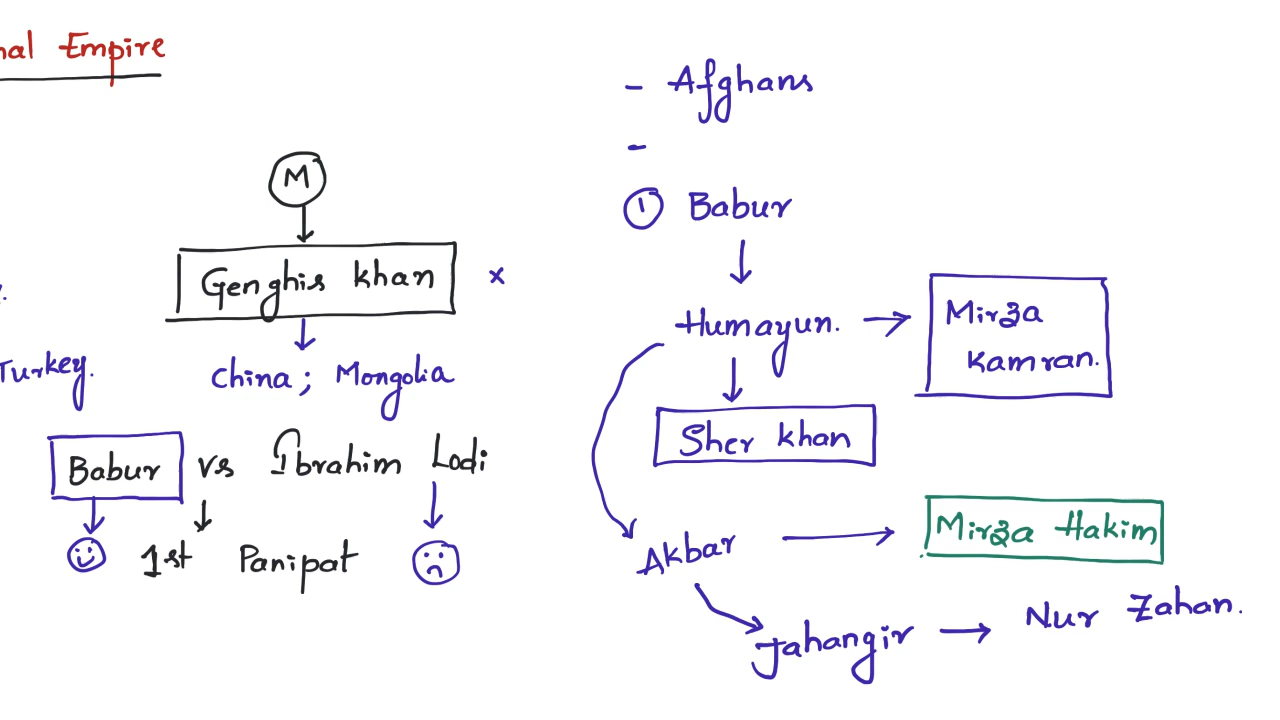 nal Empire
M
Genghis khan x
China; Mongolia
Turkey.
Babur vs Ibrahim Lodi
1st Panipat
- Afghans
-
1 Babur
Humayun. → Mirza
Kamran.
Sher khan
Akbar → Mirza Hakim
Jahangir → Nur Zahan.